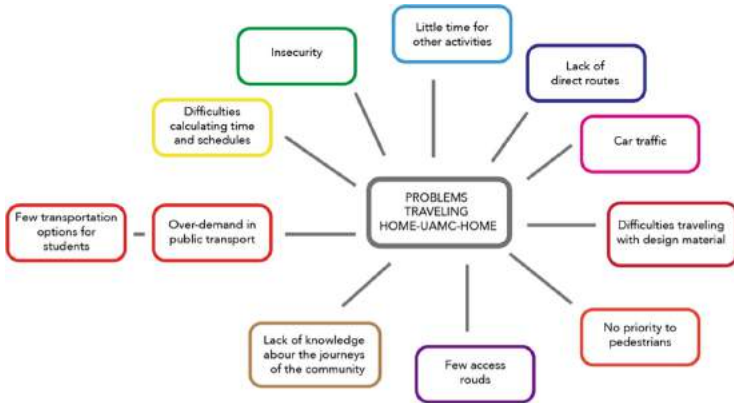 Little time for
other activities
Insecurity
Lack of
direct routes
Difficulties
calculating time
and schedules
Car traffic
PROBLEMS
TRAVELING
HOME-UAMC-HOME
Few transportation
options for
students
Over-demand in
public transport
Difficulties traveling
with design material
No priority to
pedestrians
Lack of knowledge
abour the journeys
of the community
Few access
rouds